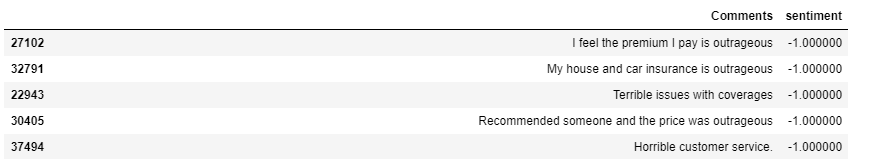 Comments sentiment
27102 I feel the premium I pay is outrageous -1.000000
32791 My house and car insurance is outrageous -1.000000
22943 Terrible issues with coverages -1.000000
30405 Recommended someone and the price was outrageous -1.000000
37494 Horrible customer service. -1.000000